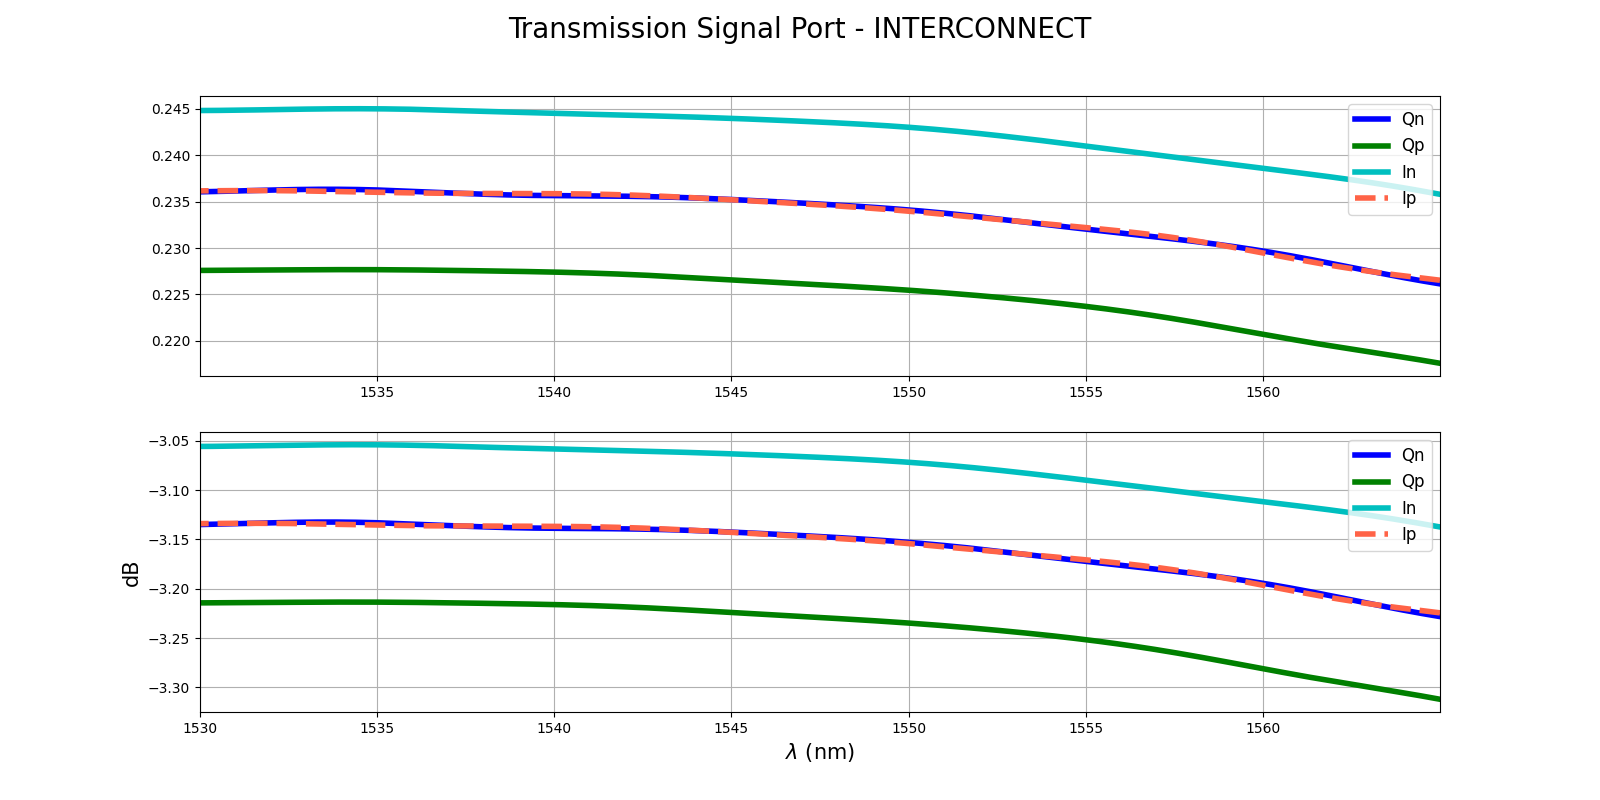 Transmission Signal Port - INTERCONNECT
0.245
0.240
0.235
0.230
0.225
0.220
Qn
Qp
In
Ip
1535
1540
1545
1550
1555
1560
−3.05
−3.10
−3.15
−3.20
−3.25
−3.30
dB
Qn
Qp
In
Ip
1530
1535
1540
1545
1550
1555
1560
λ (nm)